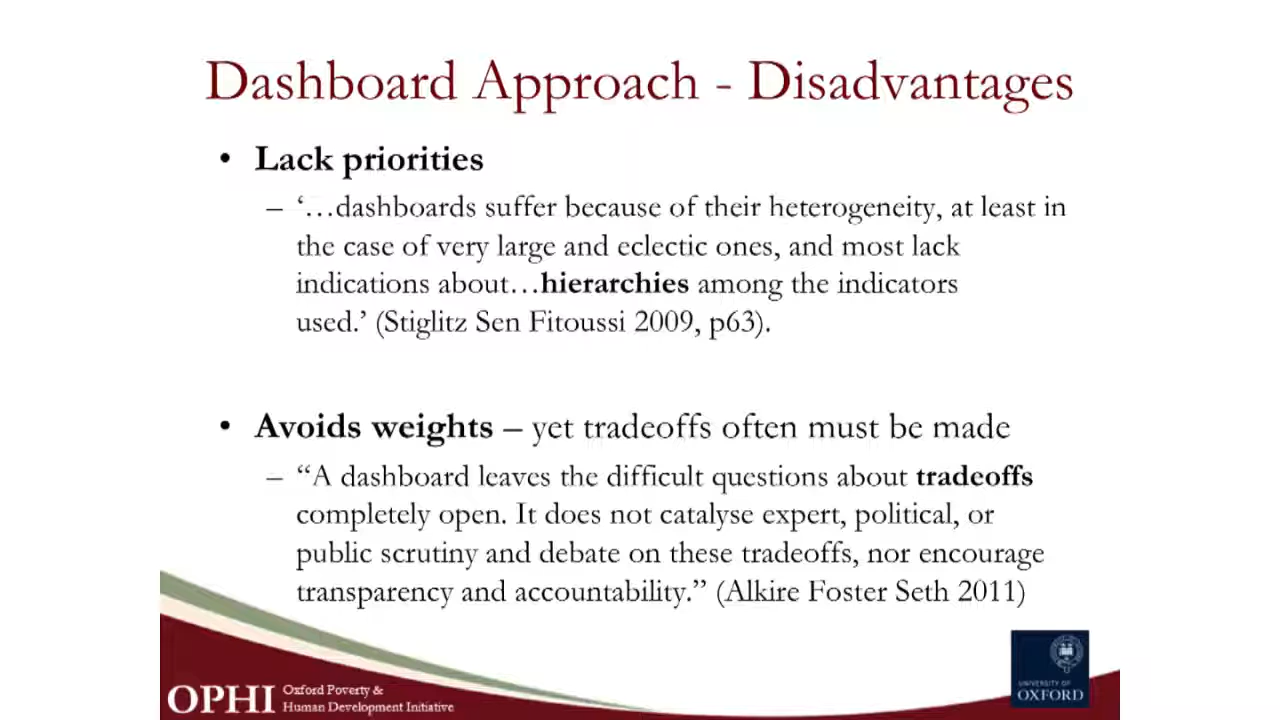 Dashboard Approach - Disadvantages
• Lack priorities
– ‘…dashboards suffer because of their heterogeneity, at least in
the case of very large and eclectic ones, and most lack
indications about…hierarchies among the indicators
used.’ (Stiglitz Sen Fitoussi 2009, p63).
• Avoids weights – yet tradeoffs often must be made
– “A dashboard leaves the difficult questions about tradeoffs
completely open. It does not catalyse expert, political, or
public scrutiny and debate on these tradeoffs, nor encourage
transparency and accountability.” (Alkire Foster Seth 2011)
OPHI
Oxford Poverty &
Human Development Initiative
UNIVERSITY OF
OXFORD